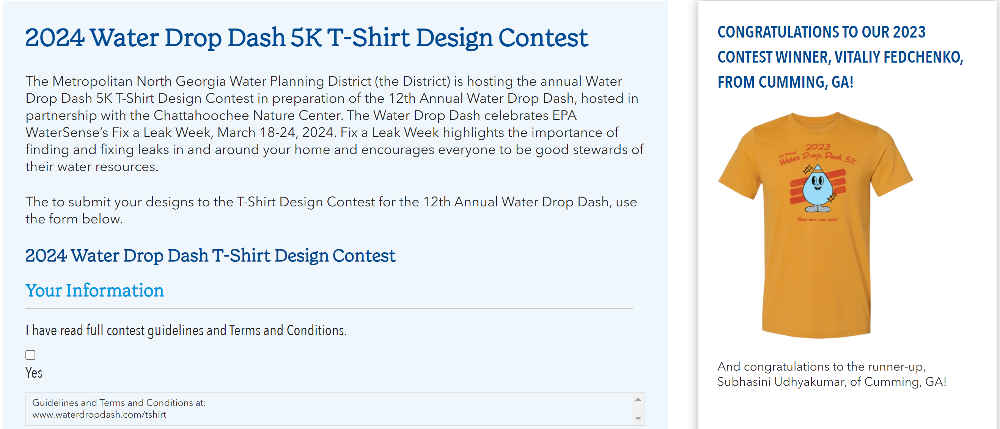 2024 Water Drop Dash 5K T-Shirt Design Contest
The Metropolitan North Georgia Water Planning District (the District) is hosting the annual Water
Drop Dash 5K T-Shirt Design Contest in preparation of the 12th Annual Water Drop Dash, hosted in
partnership with the Chattahoochee Nature Center. The Water Drop Dash celebrates EPA
WaterSense’s Fix a Leak Week, March 18-24, 2024. Fix a Leak Week highlights the importance of
finding and fixing leaks in and around your home and encourages everyone to be good stewards of
their water resources.
The to submit your designs to the T-Shirt Design Contest for the 12th Annual Water Drop Dash, use
the form below.
2024 Water Drop Dash T-Shirt Design Contest
Your Information
I have read full contest guidelines and Terms and Conditions.
Yes
Guidelines and Terms and Conditions at:
www.waterdropdash.com/tshirt
CONGRATULATIONS TO OUR 2023
CONTEST WINNER, VITALIY FEDCHENKO,
FROM CUMMING, GA!
2023
11th Annual
Water Drop Dash 5K
Chase down your leaks!
And congratulations to the runner-up,
Subhasini Udhyakumar, of Cumming, GA!